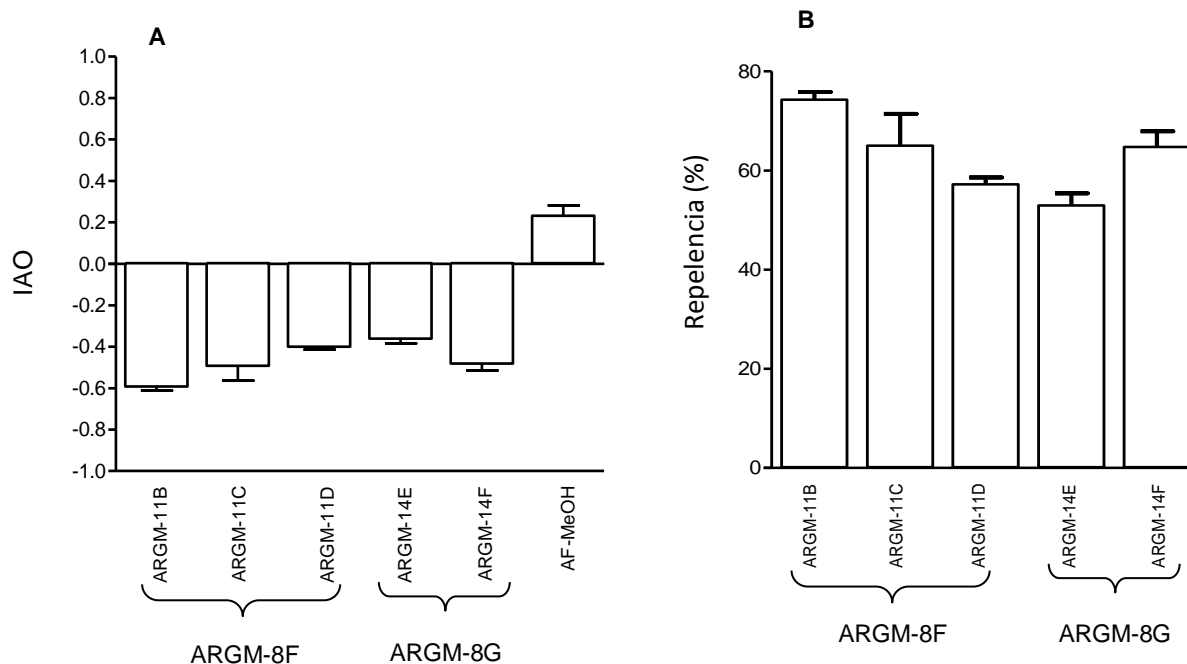 A
1.0
0.8
0.6
0.4
0.2
0.0
-0.2
-0.4
-0.6
-0.8
-1.0
IAO
ARGM-11B
ARGM-11C
ARGM-11D
ARGM-14E
ARGM-14F
AF-MeOH
ARGM-8F
ARGM-8G
B
80
60
40
20
0
Repelencia (%)
ARGM-11B
ARGM-11C
ARGM-11D
ARGM-14E
ARGM-14F
ARGM-8F
ARGM-8G